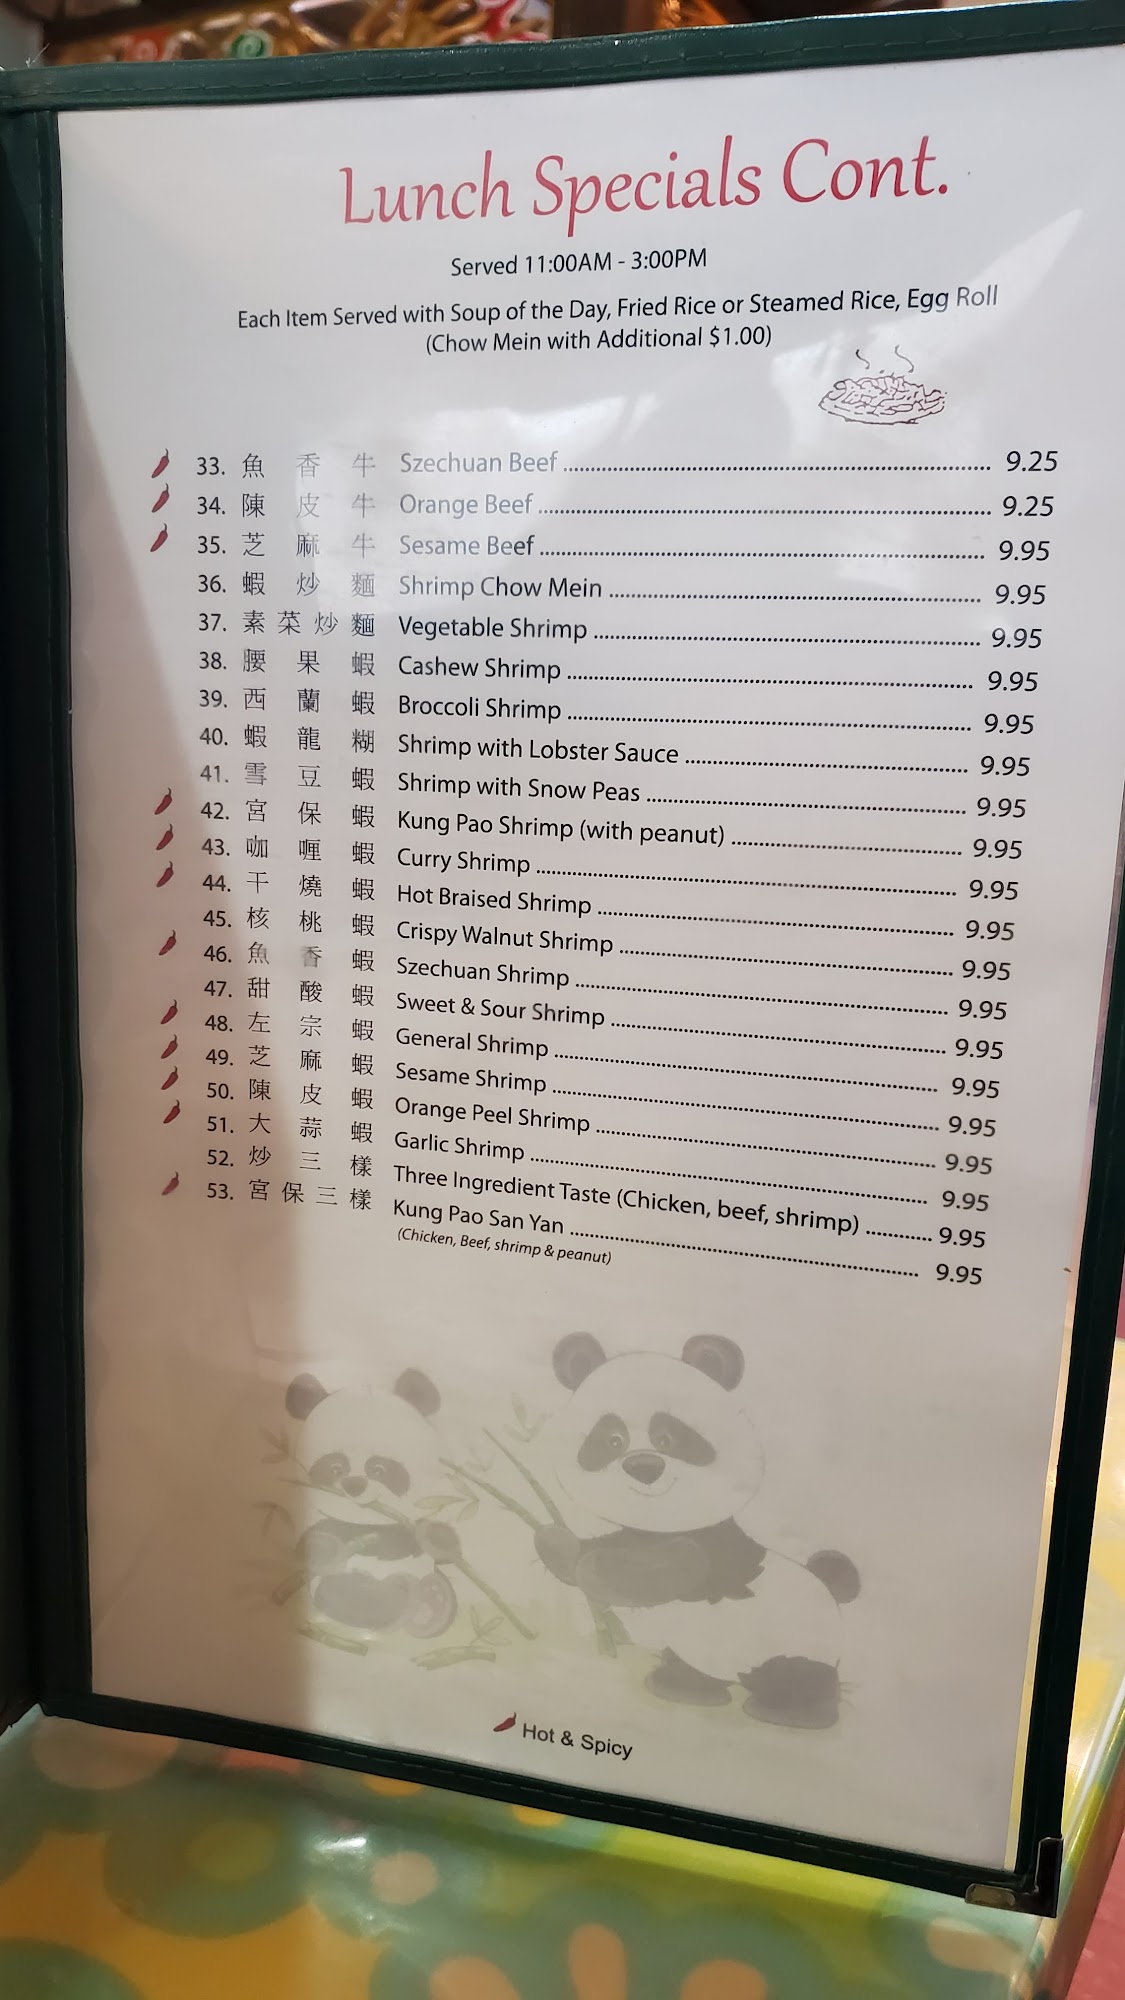 Lunch Specials Cont.
Served 11:00AM - 3:00PM
Each Item Served with Soup of the Day, Fried Rice or Steamed Rice, Egg Roll
(Chow Mein with Additional $1.00)
33. 魚香牛 Szechuan Beef 9.25
34. 陳皮牛 Orange Beef 9.25
35. 芝麻牛 Sesame Beef 9.95
36. 蝦炒麵 Shrimp Chow Mein 9.95
37. 素菜炒麵 Vegetable Shrimp 9.95
38. 腰果蝦 Cashew Shrimp 9.95
39. 西蘭蝦 Broccoli Shrimp 9.95
40. 蝦龍糊 Shrimp with Lobster Sauce 9.95
41. 雪豆蝦 Shrimp with Snow Peas 9.95
42. 宮保蝦 Kung Pao Shrimp (with peanut) 9.95
43. 咖喱蝦 Curry Shrimp 9.95
44. 干燒蝦 Hot Braised Shrimp 9.95
45. 核桃蝦 Crispy Walnut Shrimp 9.95
46. 魚香蝦 Szechuan Shrimp 9.95
47. 甜酸蝦 Sweet & Sour Shrimp 9.95
48. 左宗蝦 General Shrimp 9.95
49. 芝麻蝦 Sesame Shrimp 9.95
50. 陳皮蝦 Orange Peel Shrimp 9.95
51. 大蒜蝦 Garlic Shrimp 9.95
52. 炒三樣 Three Ingredient Taste (Chicken, beef, shrimp) 9.95
53. 宮保三樣 Kung Pao San Yan 9.95
(Chicken, Beef, shrimp & peanut)
Hot & Spicy